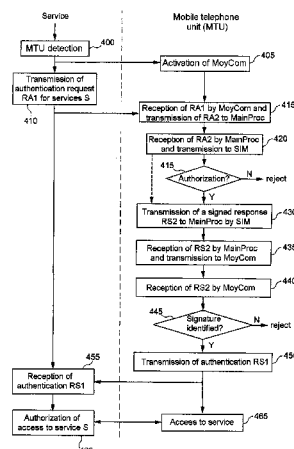 Service
Mobile telephone
unit (MTU)
MTU detection
400
Activation of MoyCom
405
Transmission of
authentication request
RA1 for services S
410
Reception of RA1 by MoyCom and
transmission of RA2 to MainProc
415
Reception of RA2 by MainProc
and transmission to SIM
420
415
Authorization?
N
reject
Y
Transmission of a signed response
RS2 to MainProc by SIM
430
Reception of RS2 by MainProc
and transmission to MoyCom
435
Reception of RS2 by MoyCom
440
445
Signature
identified?
N
reject
Y
Transmission of authentication RS1
455
Reception of
authentication RS1
Authorization of
access to service S
Access to service
465